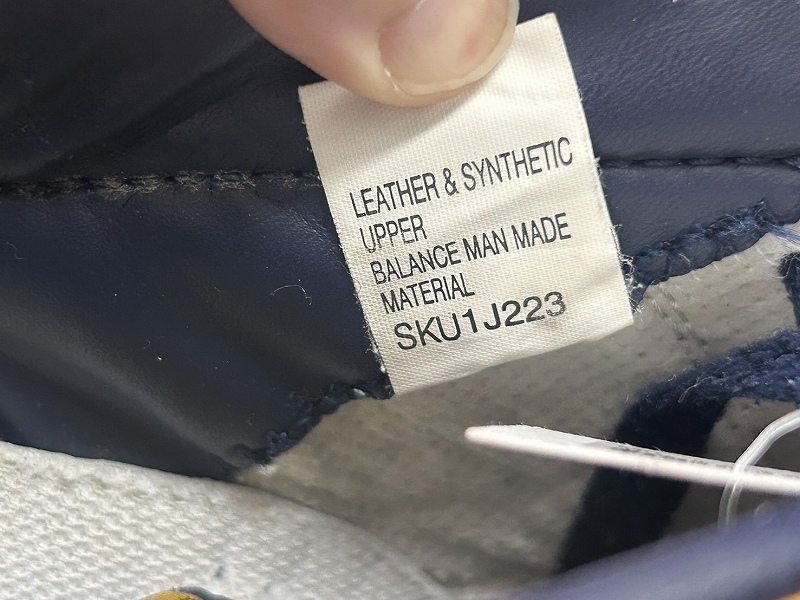 LEATHER & SYNTHETIC
UPPER
BALANCE MAN MADE
MATERIAL
SKU1J223